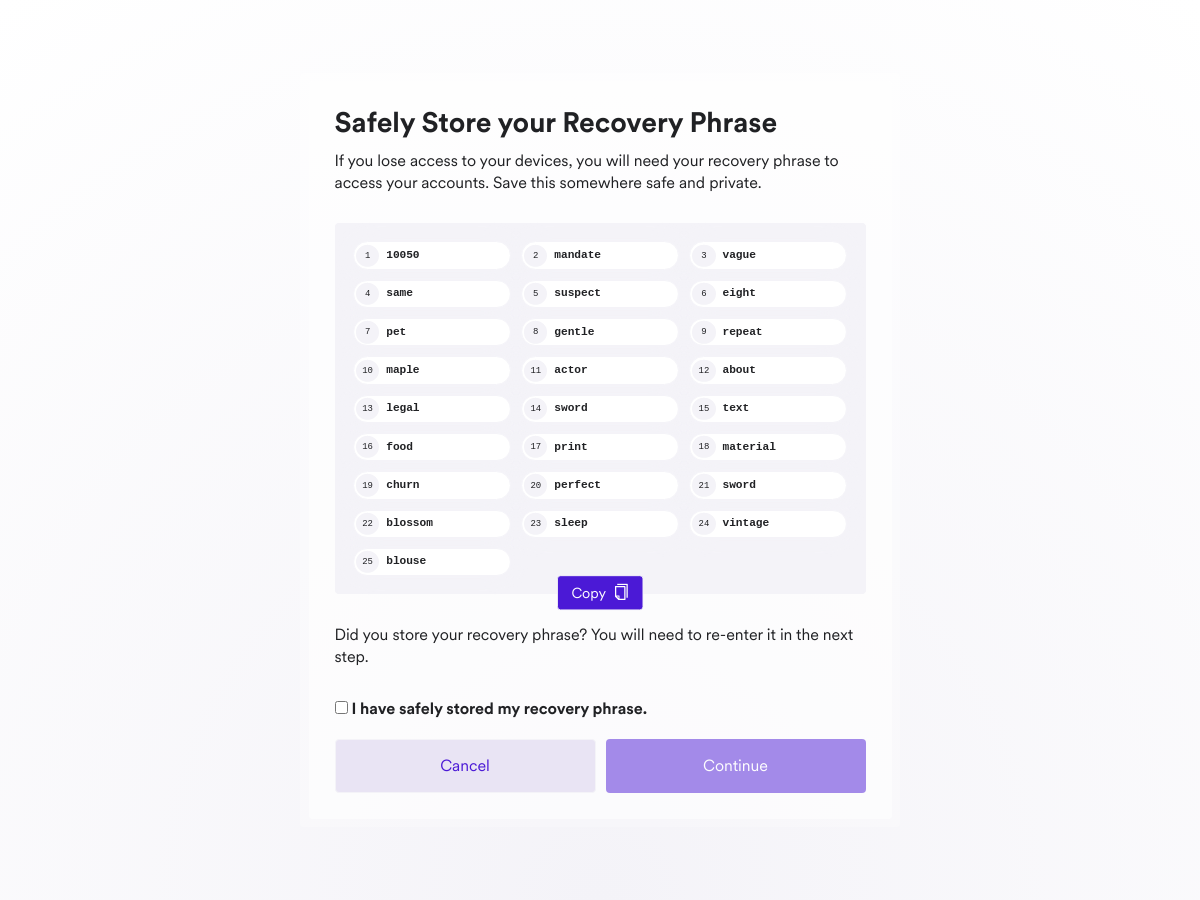 Safely Store your Recovery Phrase
If you lose access to your devices, you will need your recovery phrase to
access your accounts. Save this somewhere safe and private.
1 10050 2 mandate 3 vague
4 same 5 suspect 6 eight
7 pet 8 gentle 9 repeat
10 maple 11 actor 12 about
13 legal 14 sword 15 text
16 food 17 print 18 material
19 churn 20 perfect 21 sword
22 blossom 23 sleep 24 vintage
25 blouse
Copy
Did you store your recovery phrase? You will need to re-enter it in the next
step.
I have safely stored my recovery phrase.
Cancel Continue